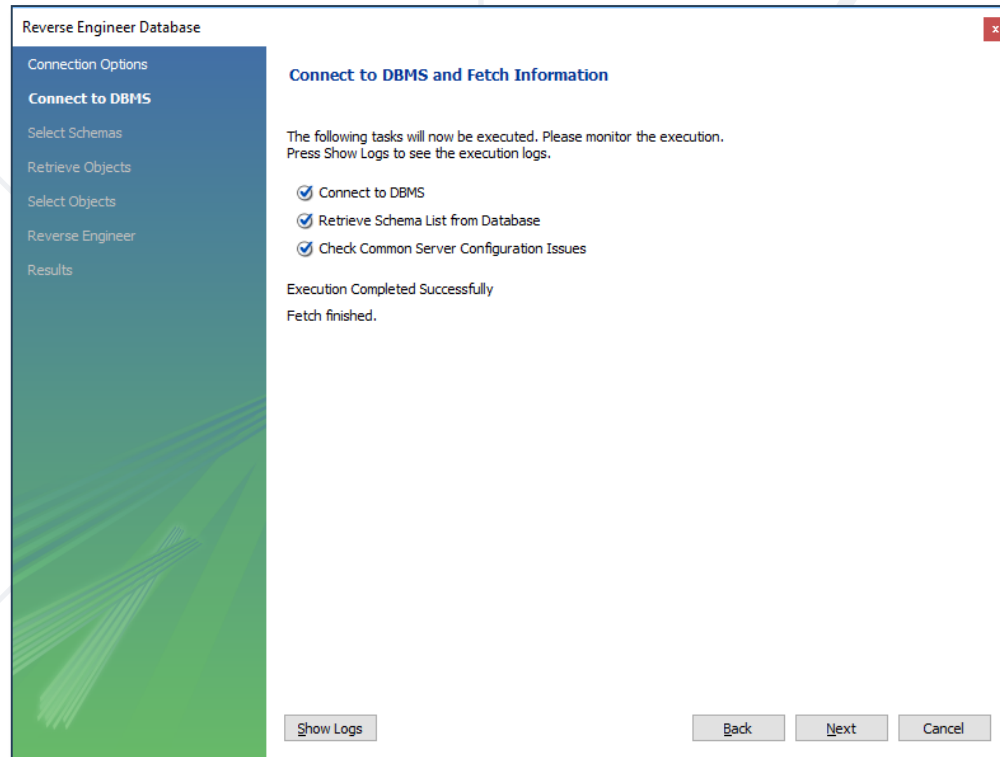 Reverse Engineer Database
x
Connection Options
Connect to DBMS
Select Schemas
Retrieve Objects
Select Objects
Reverse Engineer
Results
Connect to DBMS and Fetch Information
The following tasks will now be executed. Please monitor the execution.
Press Show Logs to see the execution logs.
Connect to DBMS
Retrieve Schema List from Database
Check Common Server Configuration Issues
Execution Completed Successfully
Fetch finished.
Show Logs
Back
Next
Cancel